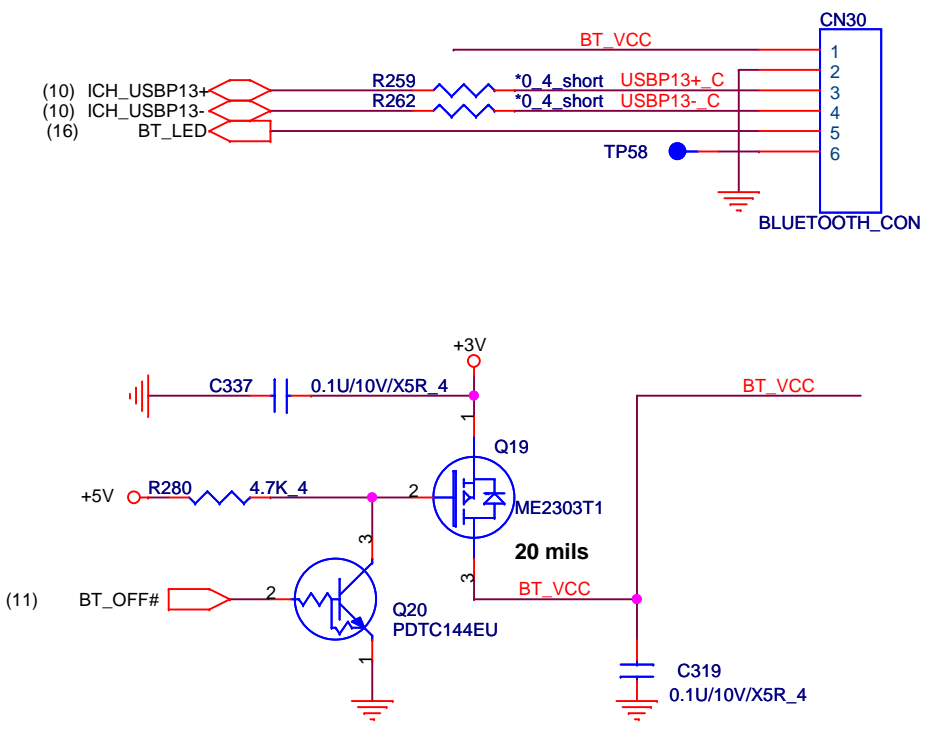 CN30
BT_VCC
1
2
(10) ICH_USBP13+ R259 *0_4_short USBP13+_C 3
(10) ICH_USBP13- R262 *0_4_short USBP13-_C 4
(16) BT_LED 5
TP58 6
BLUETOOTH_CON
+3V
C337 0.1U/10V/X5R_4 BT_VCC
1
Q19
+5V R280 4.7K_4 2
ME2303T1
3
20 mils
3 BT_VCC
(11) BT_OFF# 2
Q20
PDTC144EU
1
C319
0.1U/10V/X5R_4